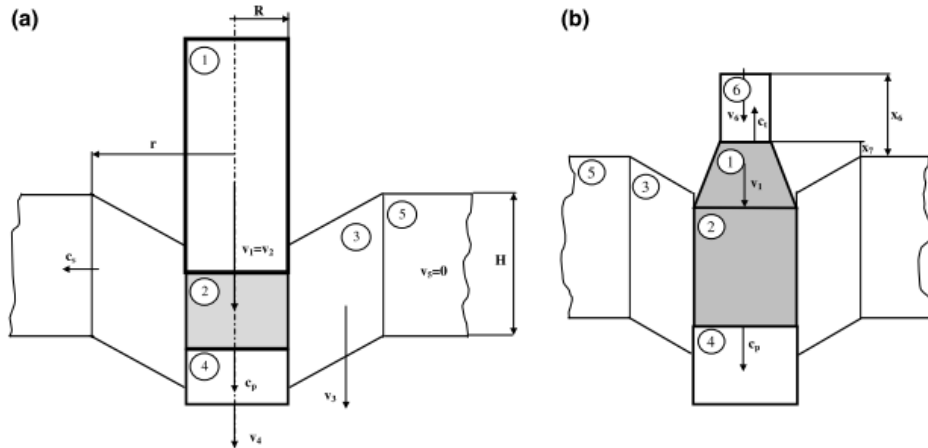 (a)
R
1
r
v₁=v₂
3
5
cₛ
v₅=0
H
2
4
cₚ
v₃
v₄
(b)
6
v₆
cₜ
x₆
x₇
5
3
1
v₁
2
4
cₚ